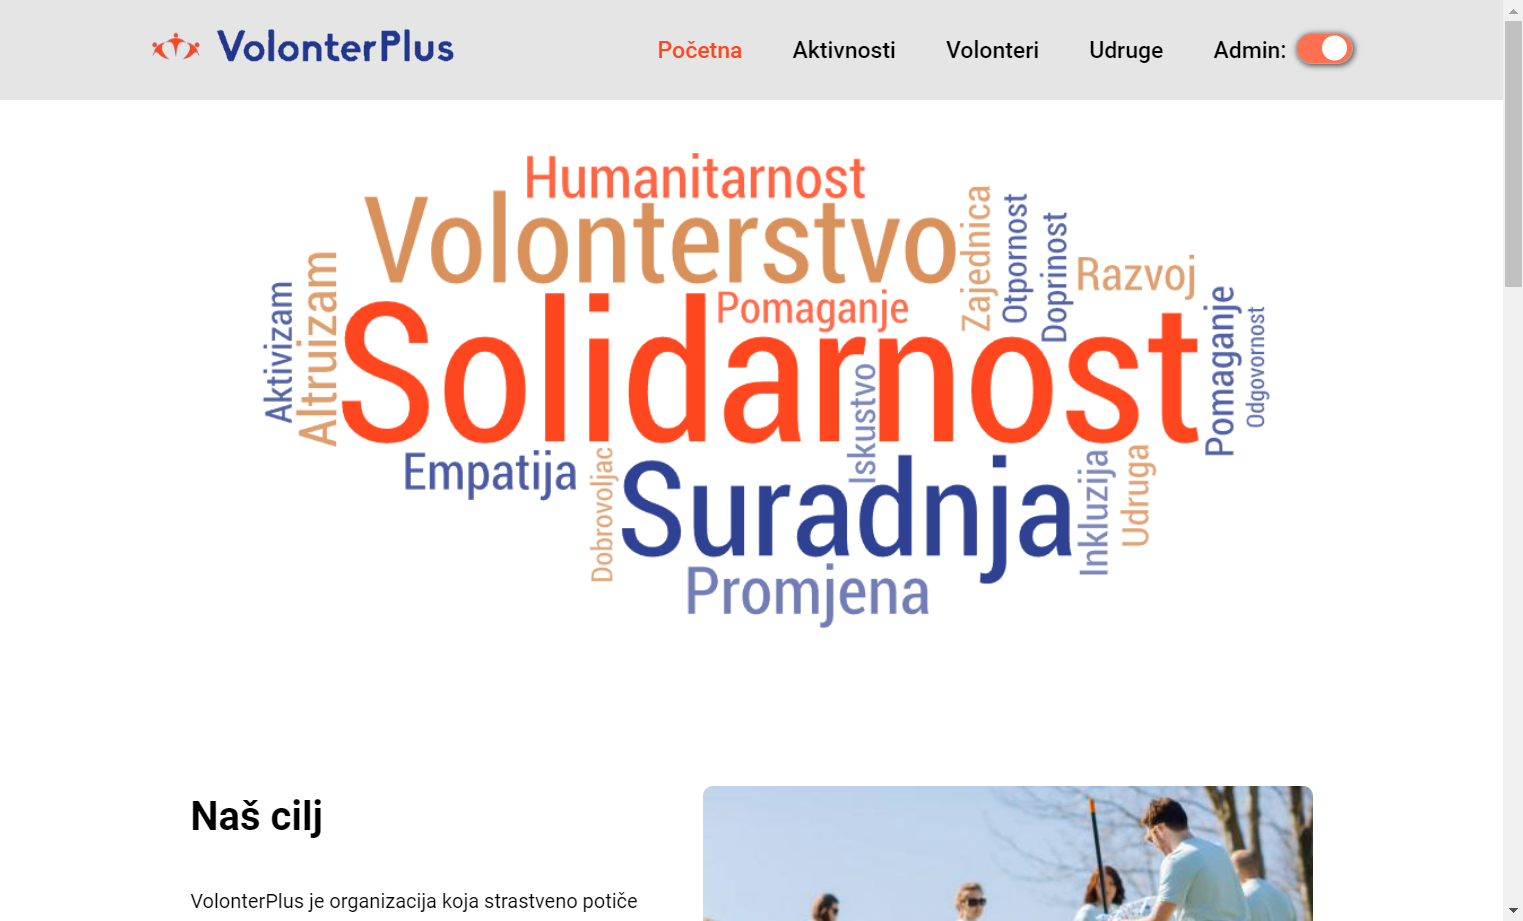 VolonterPlus
Početna
Aktivnosti
Volonteri
Udruge
Admin:
Humanitarnost
Volonterstvo
Zajednica
Otpornost
Doprinost
Razvoj
Aktivizam
Altruizam
Pomaganje
Solidarnost
Pomaganje
Odgovornost
Iskustvo
Empatija
Dobrovoljac
Suradnja
Inkluzija
Udruga
Promjena
Naš cilj
VolonterPlus je organizacija koja strastveno potiče